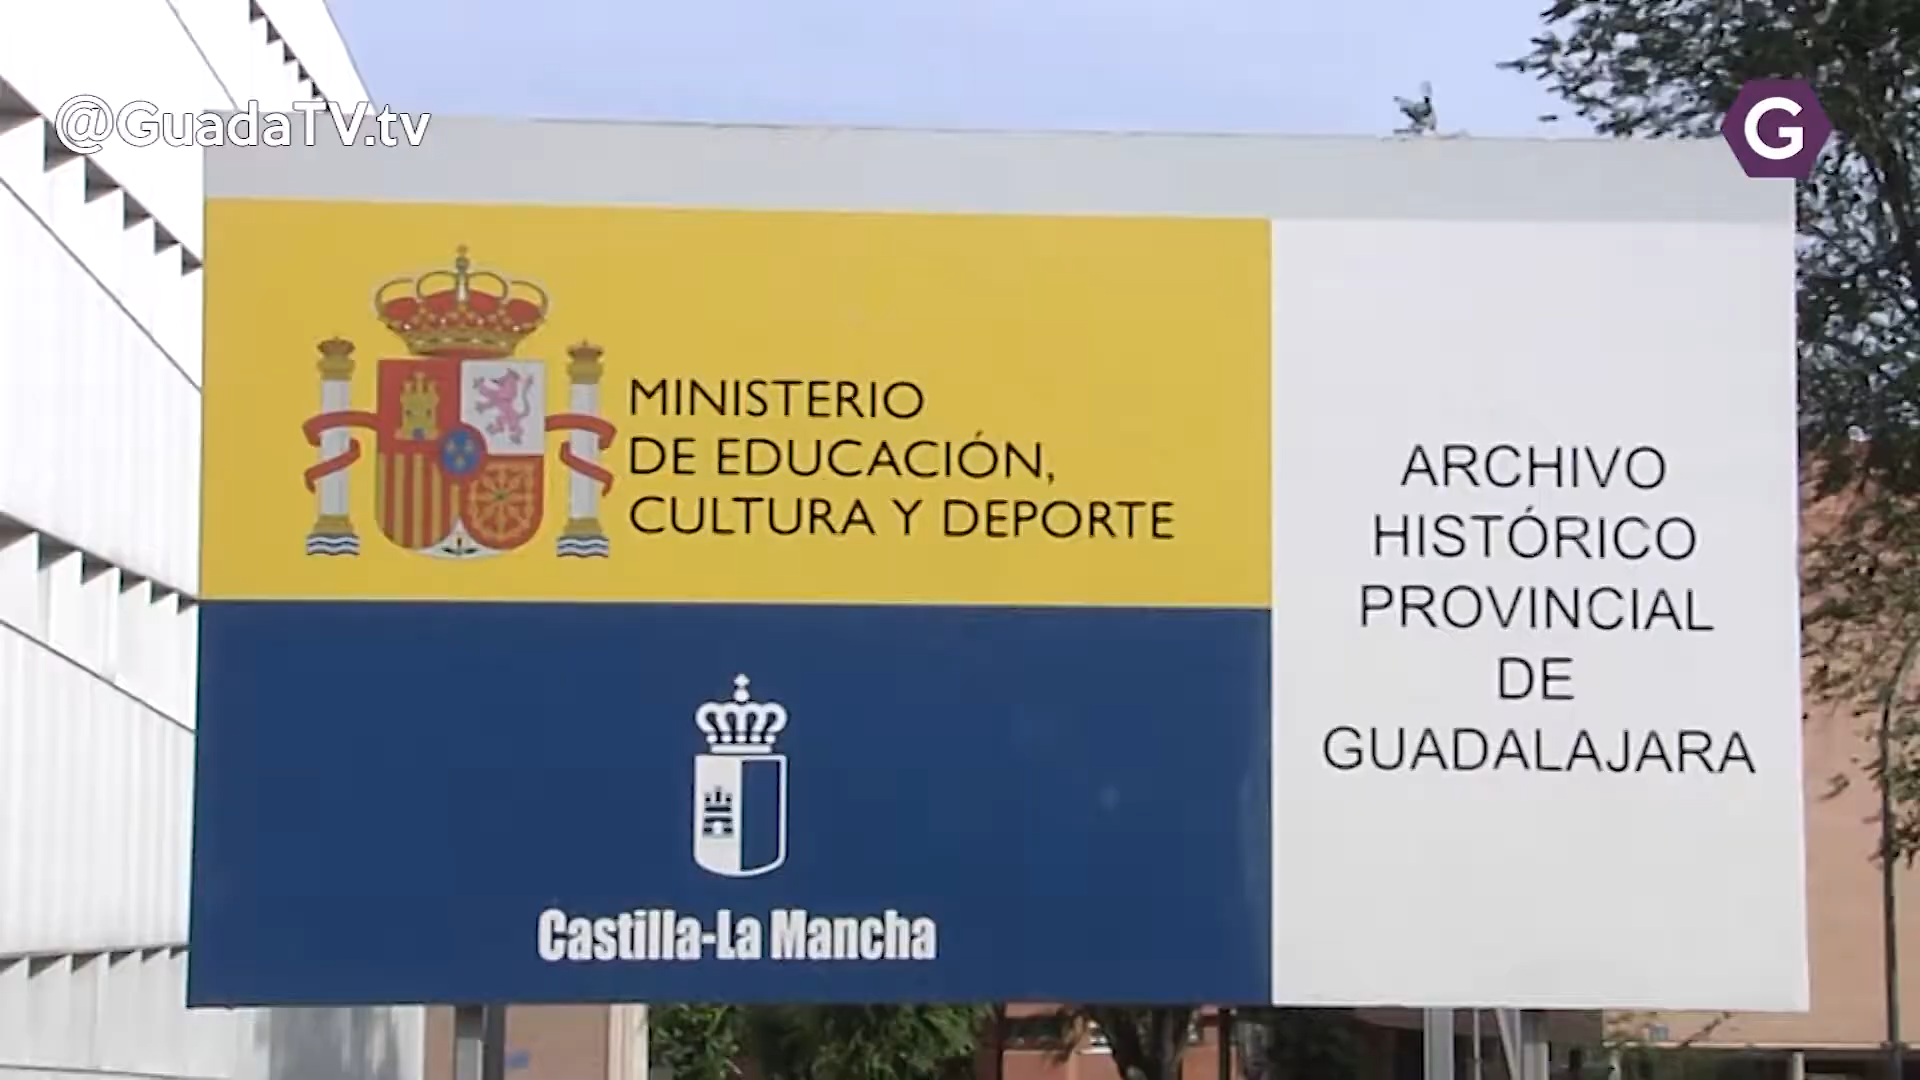 @GuadaTV.tv
G
MINISTERIO
DE EDUCACIÓN,
CULTURA Y DEPORTE
Castilla-La Mancha
ARCHIVO
HISTÓRICO
PROVINCIAL
DE
GUADALAJARA